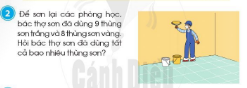 2 Để sơn lại các phòng học,
bác thợ sơn đã dùng 9 thùng
sơn trắng và 8 thùng sơn vàng.
Hỏi bác thợ sơn đã dùng tất
cả bao nhiêu thùng sơn?
Cánh Diều